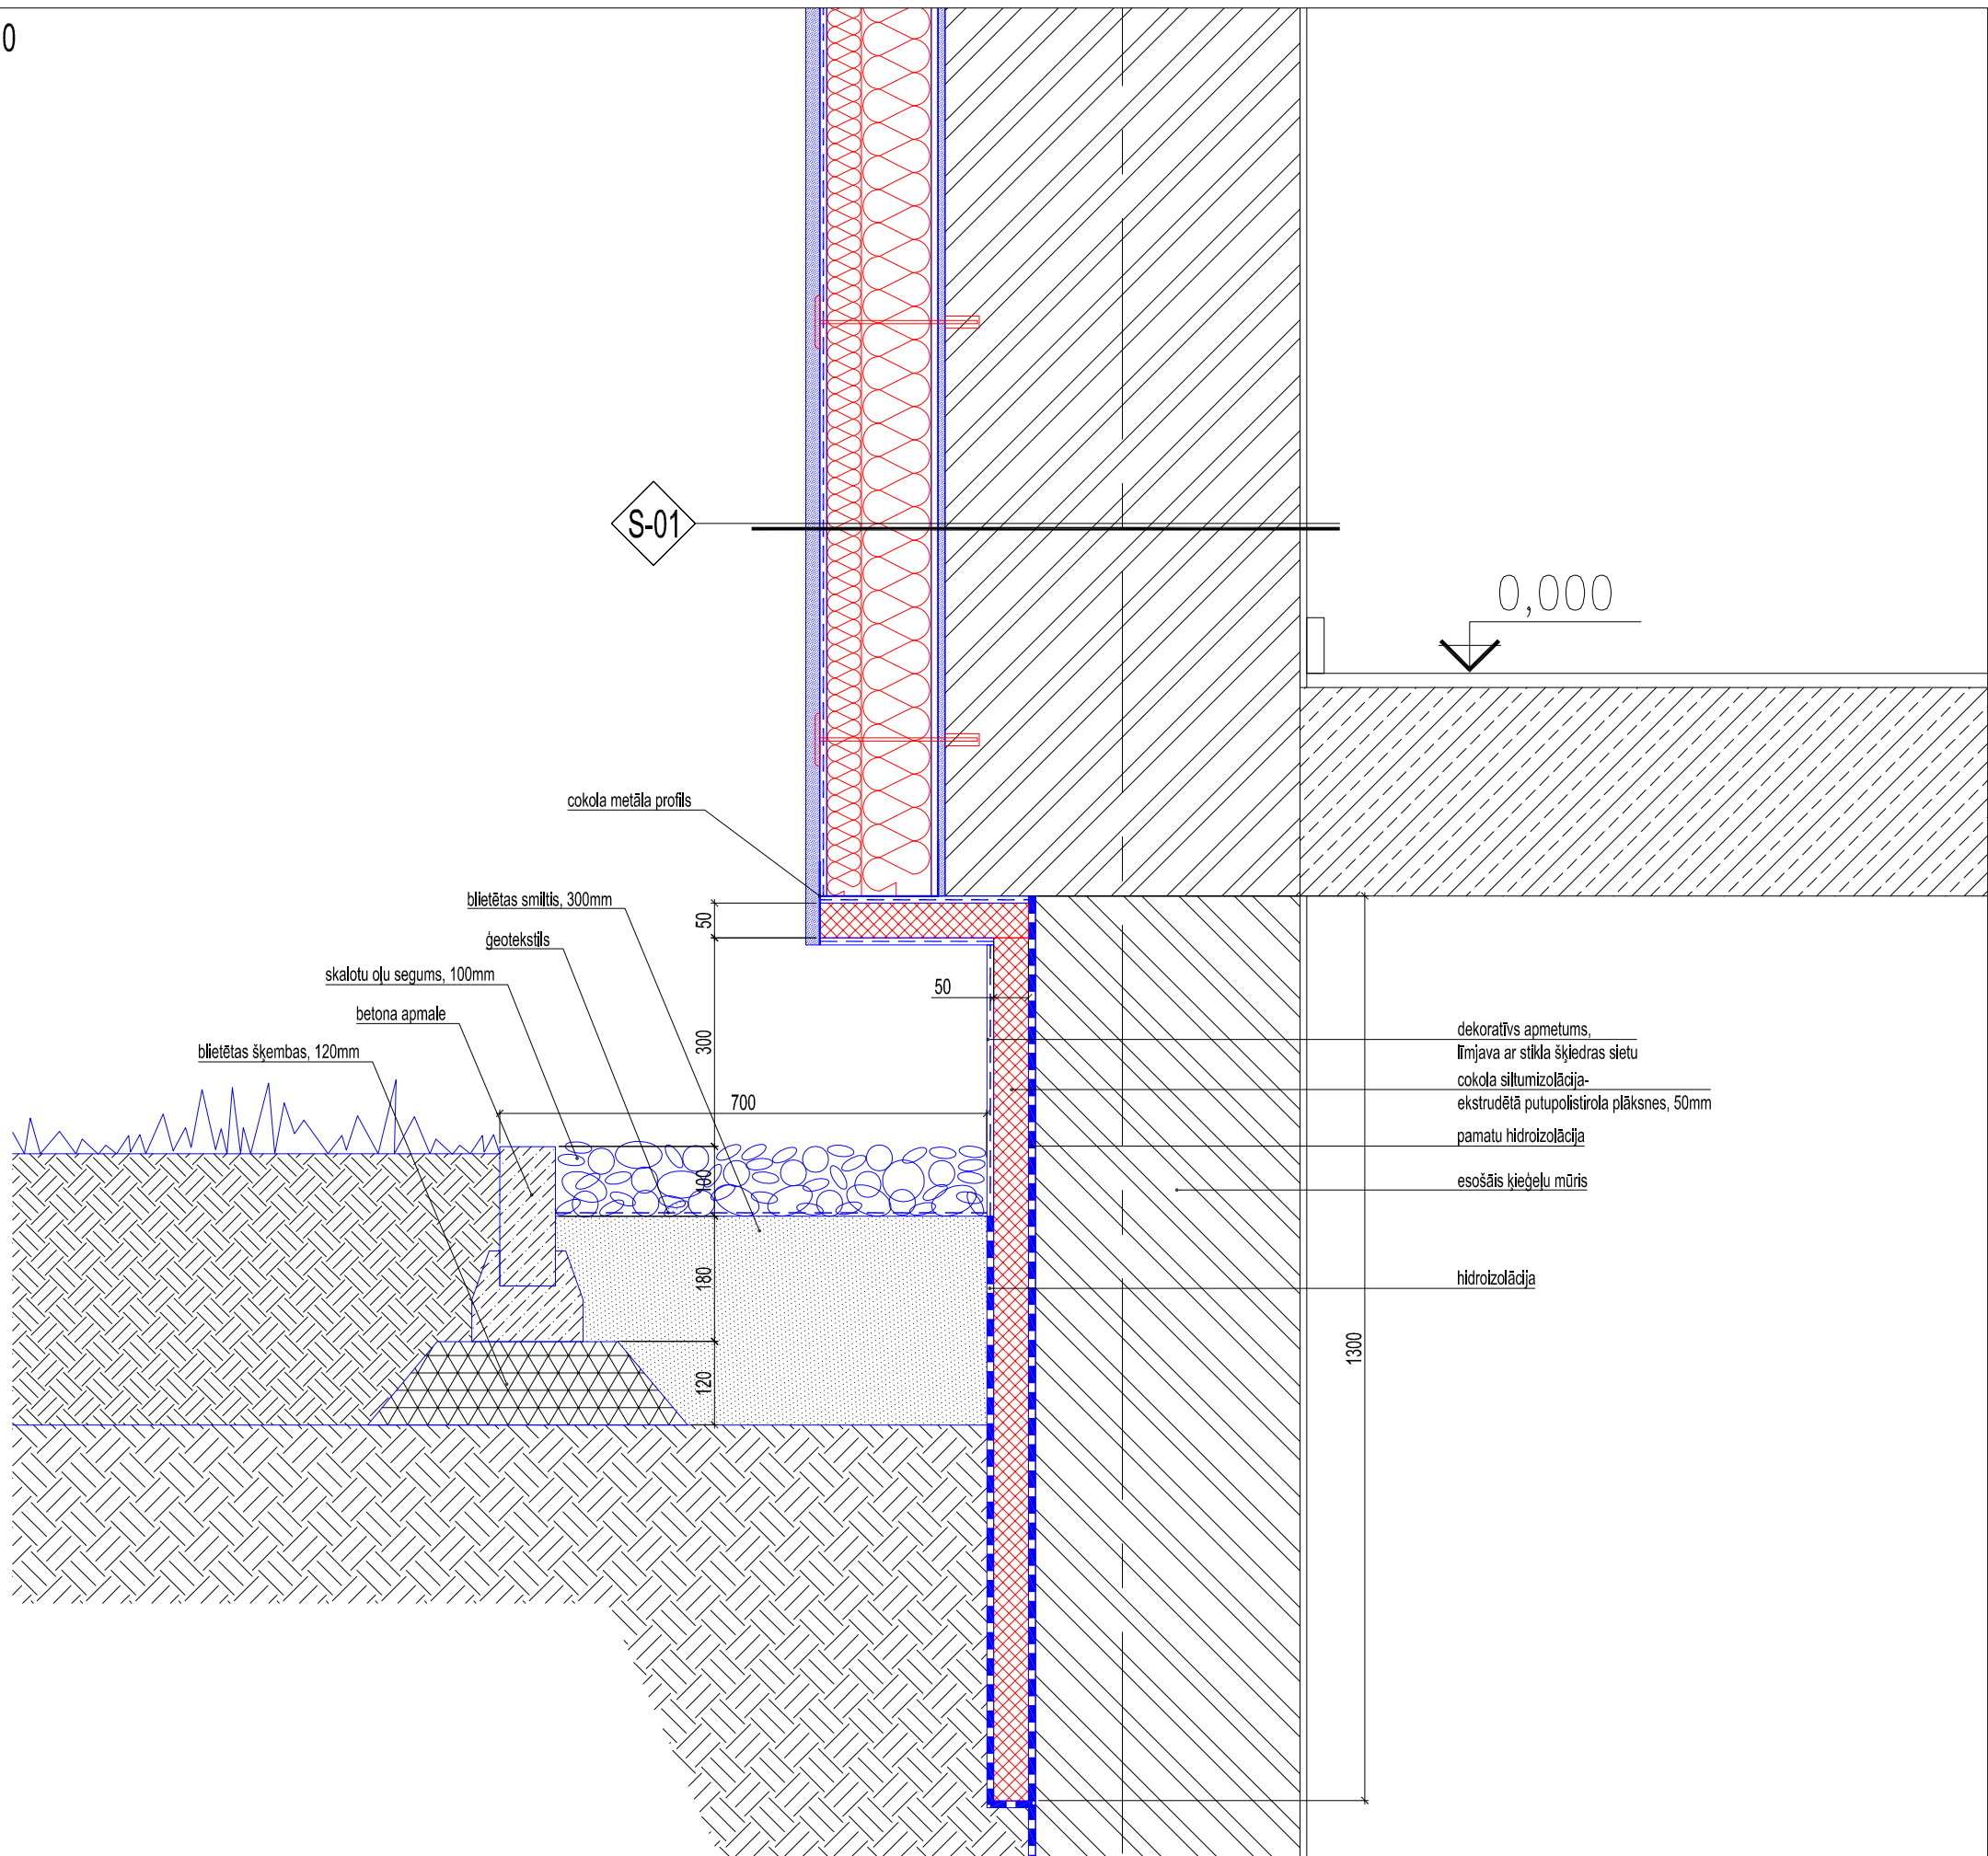 0
S-01
0,000
cokola metāla profils
blietētas smiltis, 300mm
50
ģeotekstils
skalotu oļu segums, 100mm
50
betona apmale
300
blietētas šķembas, 120mm
dekoratīvs apmetums,
līmjava ar stikla šķiedras sietu
cokola siltumizolācija-
ekstrudētā putupolistirola plāksnes, 50mm
700
pamatu hidroizolācija
100
esošāis ķieģeļu mūris
180
hidroizolācija
1300
120